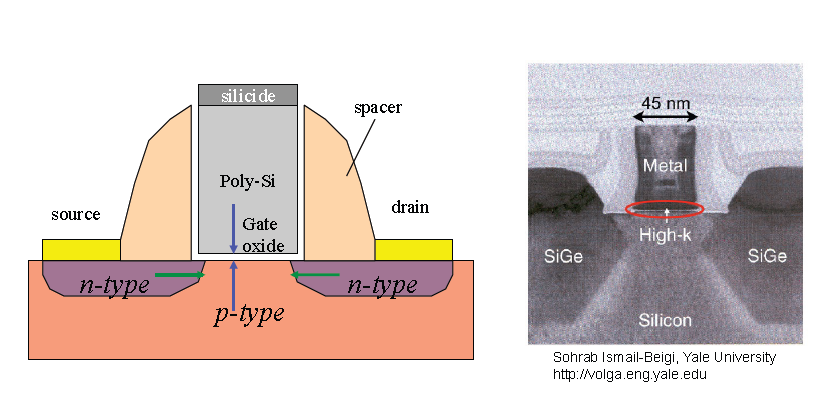 silicide
spacer
Poly-Si
source
drain
Gate
oxide
n-type
n-type
p-type
45 nm
Metal
High-k
SiGe
SiGe
Silicon
Sohrab Ismail-Beigi, Yale University
http://volga.eng.yale.edu